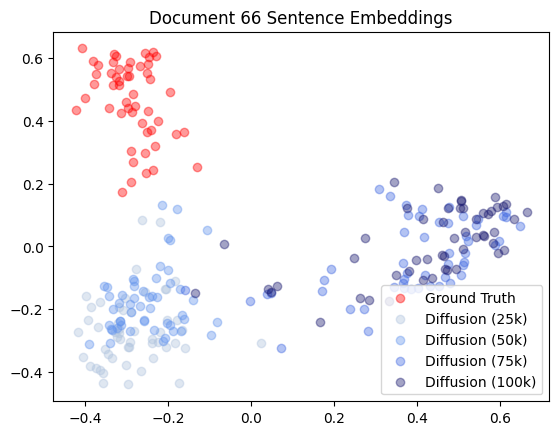 Document 66 Sentence Embeddings
0.6
0.4
0.2
0.0
−0.2
−0.4
−0.4
−0.2
0.0
0.2
0.4
0.6
Ground Truth
Diffusion (25k)
Diffusion (50k)
Diffusion (75k)
Diffusion (100k)